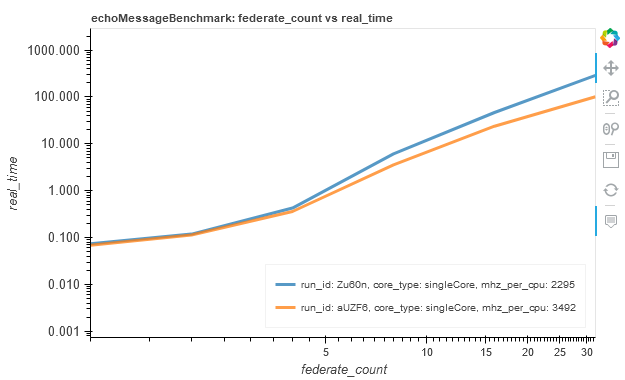 echoMessageBenchmark: federate_count vs real_time
1000.000
100.000
10.000
1.000
0.100
0.010
0.001
real_time
run_id: Zu60n, core_type: singleCore, mhz_per_cpu: 2295
run_id: aUZF6, core_type: singleCore, mhz_per_cpu: 3492
5 10 15 20 25 30
federate_count